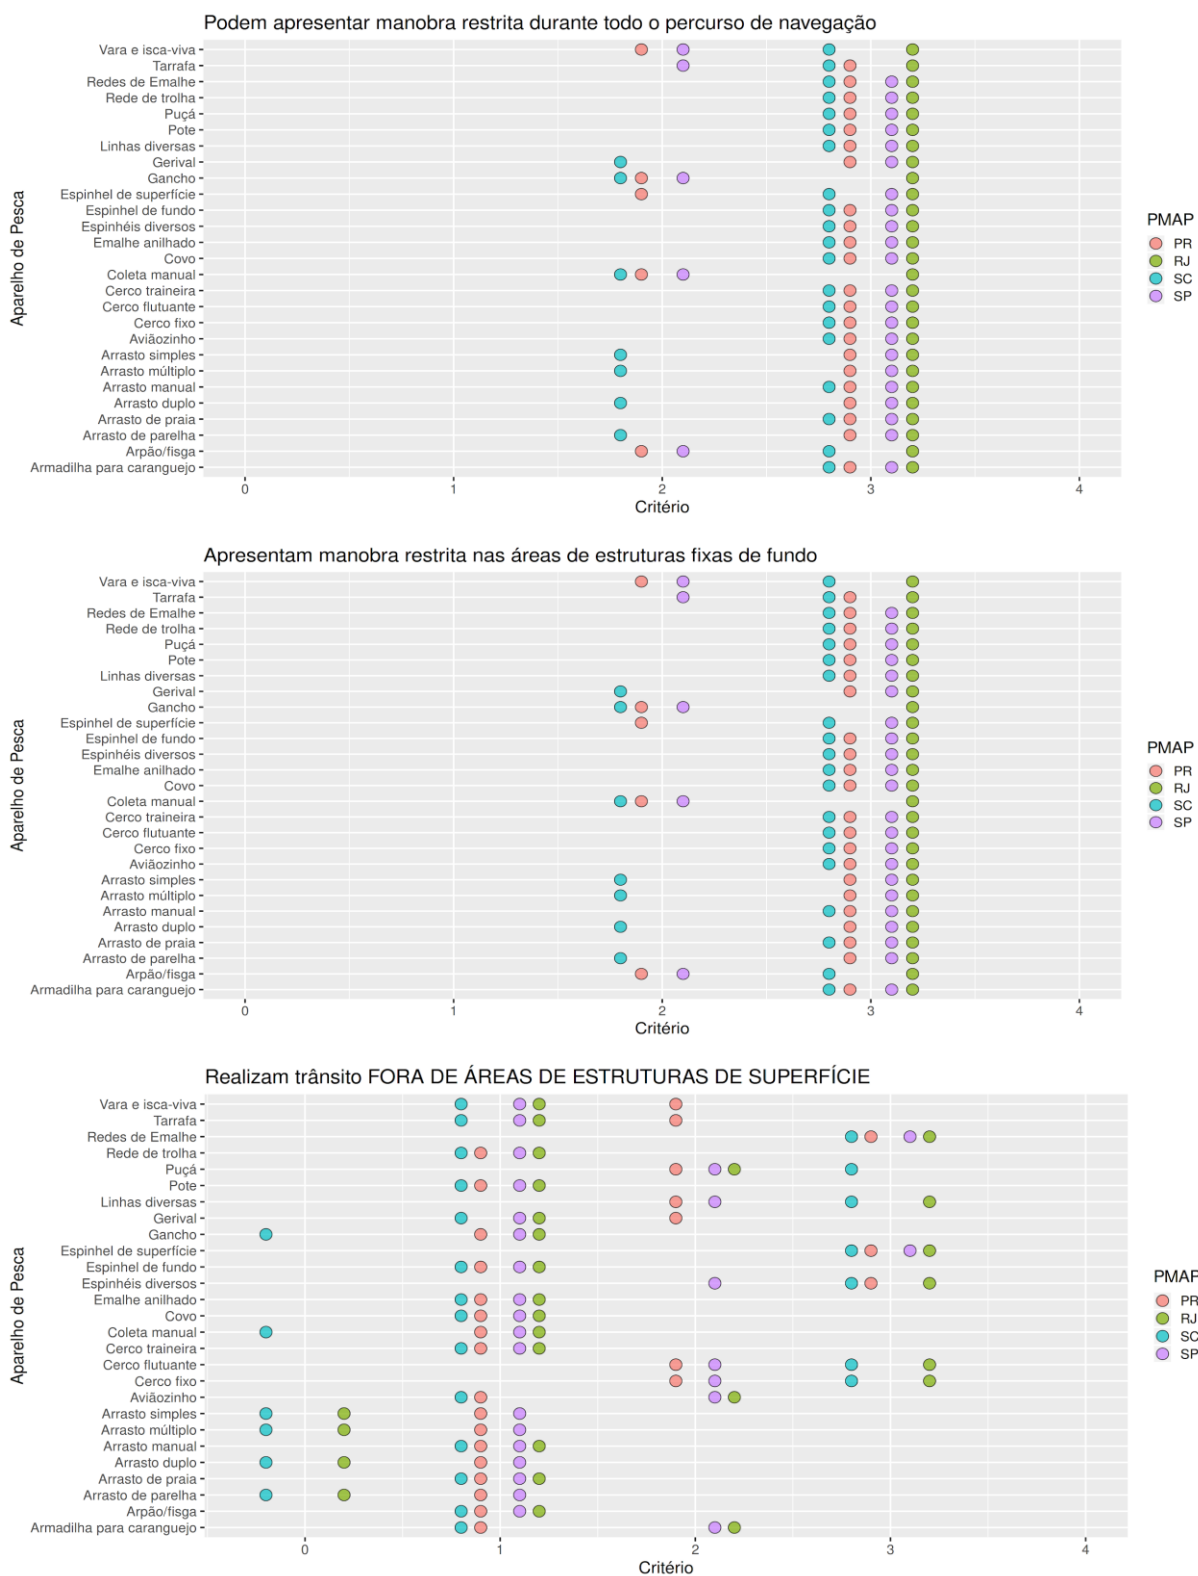 Podem apresentar manobra restrita durante todo o percurso de navegação
Vara e isca-viva
Tarrafa
Redes de Emalhe
Rede de trolha
Puçá
Pote
Linhas diversas
Gerival
Gancho
Espinhel de superfície
Espinhel de fundo
Espinhéis diversos
Emalhe anilhado
Covo
Coleta manual
Cerco traineira
Cerco flutuante
Cerco fixo
Aviãozinho
Arrasto simples
Arrasto múltiplo
Arrasto manual
Arrasto duplo
Arrasto de praia
Arrasto de parelha
Arpão/fisga
Armadilha para caranguejo
Aparelho de Pesca
0 1 2 3 4
Critério
PMAP
PR
RJ
SC
SP
Apresentam manobra restrita nas áreas de estruturas fixas de fundo
Vara e isca-viva
Tarrafa
Redes de Emalhe
Rede de trolha
Puçá
Pote
Linhas diversas
Gerival
Gancho
Espinhel de superfície
Espinhel de fundo
Espinhéis diversos
Emalhe anilhado
Covo
Coleta manual
Cerco traineira
Cerco flutuante
Cerco fixo
Aviãozinho
Arrasto simples
Arrasto múltiplo
Arrasto manual
Arrasto duplo
Arrasto de praia
Arrasto de parelha
Arpão/fisga
Armadilha para caranguejo
Aparelho de Pesca
0 1 2 3 4
Critério
PMAP
PR
RJ
SC
SP
Realizam trânsito FORA DE ÁREAS DE ESTRUTURAS DE SUPERFÍCIE
Vara e isca-viva
Tarrafa
Redes de Emalhe
Rede de trolha
Puçá
Pote
Linhas diversas
Gerival
Gancho
Espinhel de superfície
Espinhel de fundo
Espinhéis diversos
Emalhe anilhado
Covo
Coleta manual
Cerco traineira
Cerco flutuante
Cerco fixo
Aviãozinho
Arrasto simples
Arrasto múltiplo
Arrasto manual
Arrasto duplo
Arrasto de praia
Arrasto de parelha
Arpão/fisga
Armadilha para caranguejo
Aparelho de Pesca
0 1 2 3 4
Critério
PMAP
PR
RJ
SC
SP